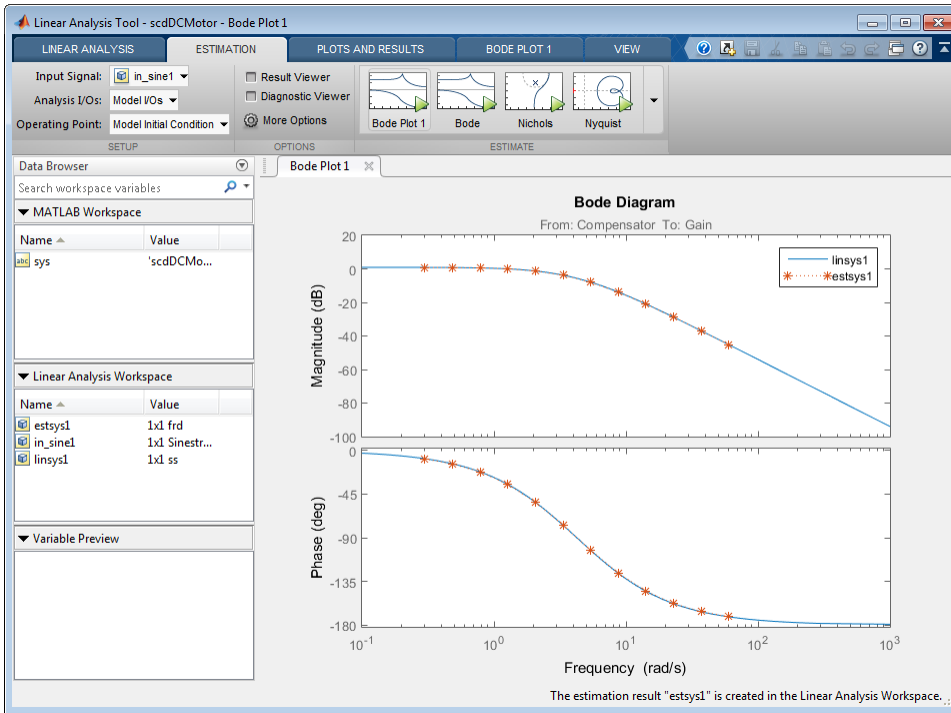 Linear Analysis Tool - scdDCMotor - Bode Plot 1
LINEAR ANALYSIS ESTIMATION PLOTS AND RESULTS BODE PLOT 1 VIEW
Input Signal: in_sine1
Analysis I/Os: Model I/Os
Operating Point: Model Initial Condition
SETUP
Result Viewer
Diagnostic Viewer
More Options
OPTIONS
Bode Plot 1 Bode Nichols Nyquist
ESTIMATE
Data Browser
Search workspace variables
MATLAB Workspace
Name Value
abc sys 'scdDCMo...
Linear Analysis Workspace
Name Value
estsys1 1x1 frd
in_sine1 1x1 Sinestr...
linsys1 1x1 ss
Variable Preview
Bode Plot 1
Bode Diagram
From: Compensator To: Gain
Magnitude (dB)
20
0
-20
-40
-60
-80
-100
linsys1
estsys1
Phase (deg)
0
-45
-90
-135
-180
10^-1 10^0 10^1 10^2 10^3
Frequency (rad/s)
The estimation result "estsys1" is created in the Linear Analysis Workspace.